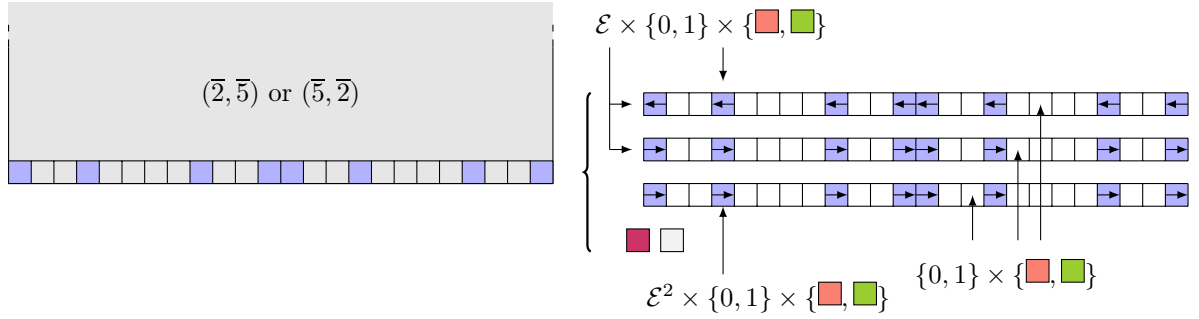 ℰ × {0, 1} × { , }
(2̅, 5̅) or (5̅, 2̅)
{0, 1} × { , }
ℰ² × {0, 1} × { , }